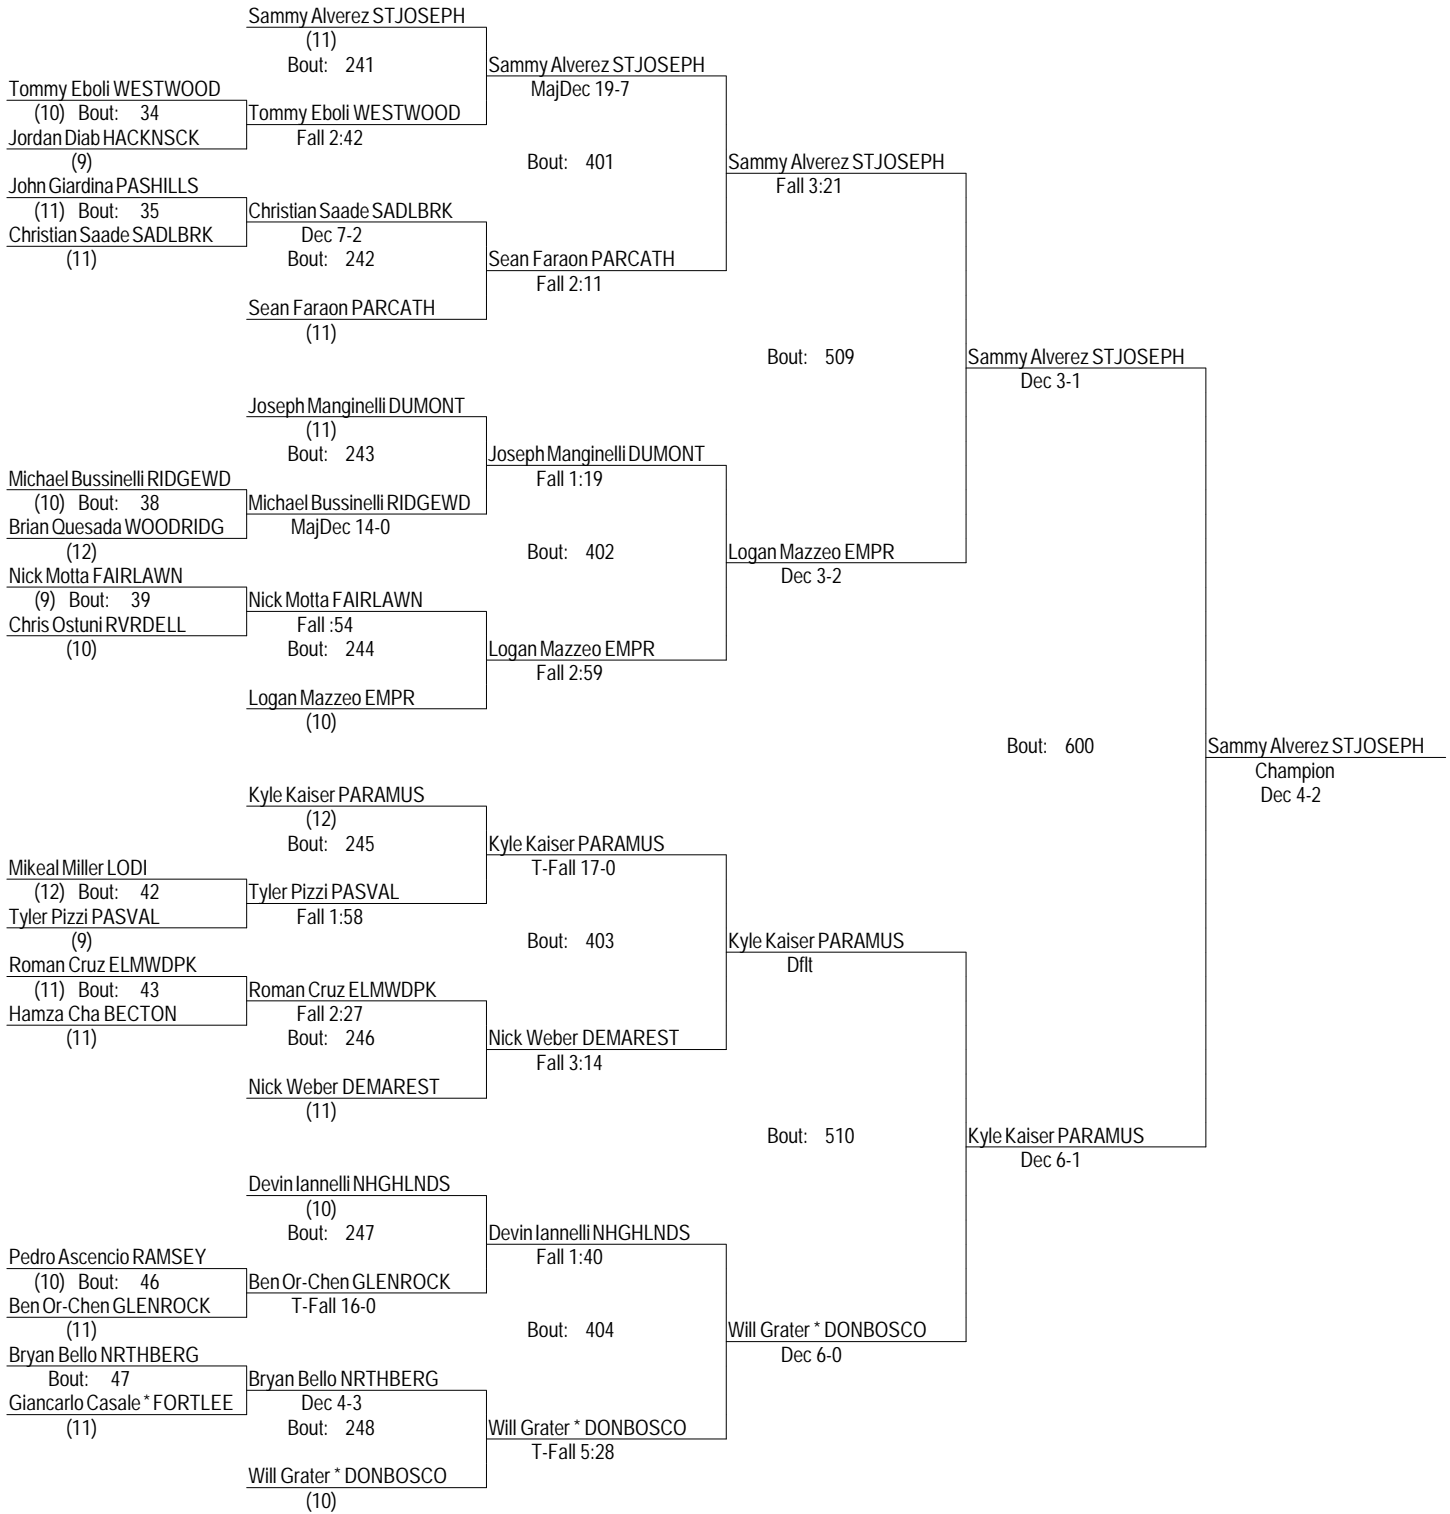 Sammy Alverez STJOSEPH
(11)
Bout: 241
Sammy Alverez STJOSEPH
MajDec 19-7
Tommy Eboli WESTWOOD
(10) Bout: 34
Tommy Eboli WESTWOOD
Jordan Diab HACKNSCK
Fall 2:42
(9)
Bout: 401
Sammy Alverez STJOSEPH
Fall 3:21
John Giardina PASHILLS
(11) Bout: 35
Christian Saade SADLBRK
Christian Saade SADLBRK
Dec 7-2
(11)
Bout: 242
Sean Faraon PARCATH
Fall 2:11
Sean Faraon PARCATH
(11)
Bout: 509
Sammy Alverez STJOSEPH
Dec 3-1
Joseph Manginelli DUMONT
(11)
Bout: 243
Joseph Manginelli DUMONT
Fall 1:19
Michael Bussinelli RIDGEWD
(10) Bout: 38
Michael Bussinelli RIDGEWD
Brian Quesada WOODRIDG
MajDec 14-0
(12)
Bout: 402
Logan Mazzeo EMPR
Dec 3-2
Nick Motta FAIRLAWN
(9) Bout: 39
Nick Motta FAIRLAWN
Chris Ostuni RVRDELL
Fall :54
(10)
Bout: 244
Logan Mazzeo EMPR
Fall 2:59
Logan Mazzeo EMPR
(10)
Bout: 600
Sammy Alverez STJOSEPH
Champion
Dec 4-2
Kyle Kaiser PARAMUS
(12)
Bout: 245
Kyle Kaiser PARAMUS
T-Fall 17-0
Mikeal Miller LODI
(12) Bout: 42
Tyler Pizzi PASVAL
Tyler Pizzi PASVAL
Fall 1:58
(9)
Bout: 403
Kyle Kaiser PARAMUS
Dflt
Roman Cruz ELMWDPK
(11) Bout: 43
Roman Cruz ELMWDPK
Hamza Cha BECTON
Fall 2:27
(11)
Bout: 246
Nick Weber DEMAREST
Fall 3:14
Nick Weber DEMAREST
(11)
Bout: 510
Kyle Kaiser PARAMUS
Dec 6-1
Devin Iannelli NHGHLNDS
(10)
Bout: 247
Devin Iannelli NHGHLNDS
Fall 1:40
Pedro Ascencio RAMSEY
(10) Bout: 46
Ben Or-Chen GLENROCK
Ben Or-Chen GLENROCK
T-Fall 16-0
(11)
Bout: 404
Will Grater * DONBOSCO
Dec 6-0
Bryan Bello NRTHBERG
Bout: 47
Bryan Bello NRTHBERG
Giancarlo Casale * FORTLEE
Dec 4-3
(11)
Bout: 248
Will Grater * DONBOSCO
T-Fall 5:28
Will Grater * DONBOSCO
(10)